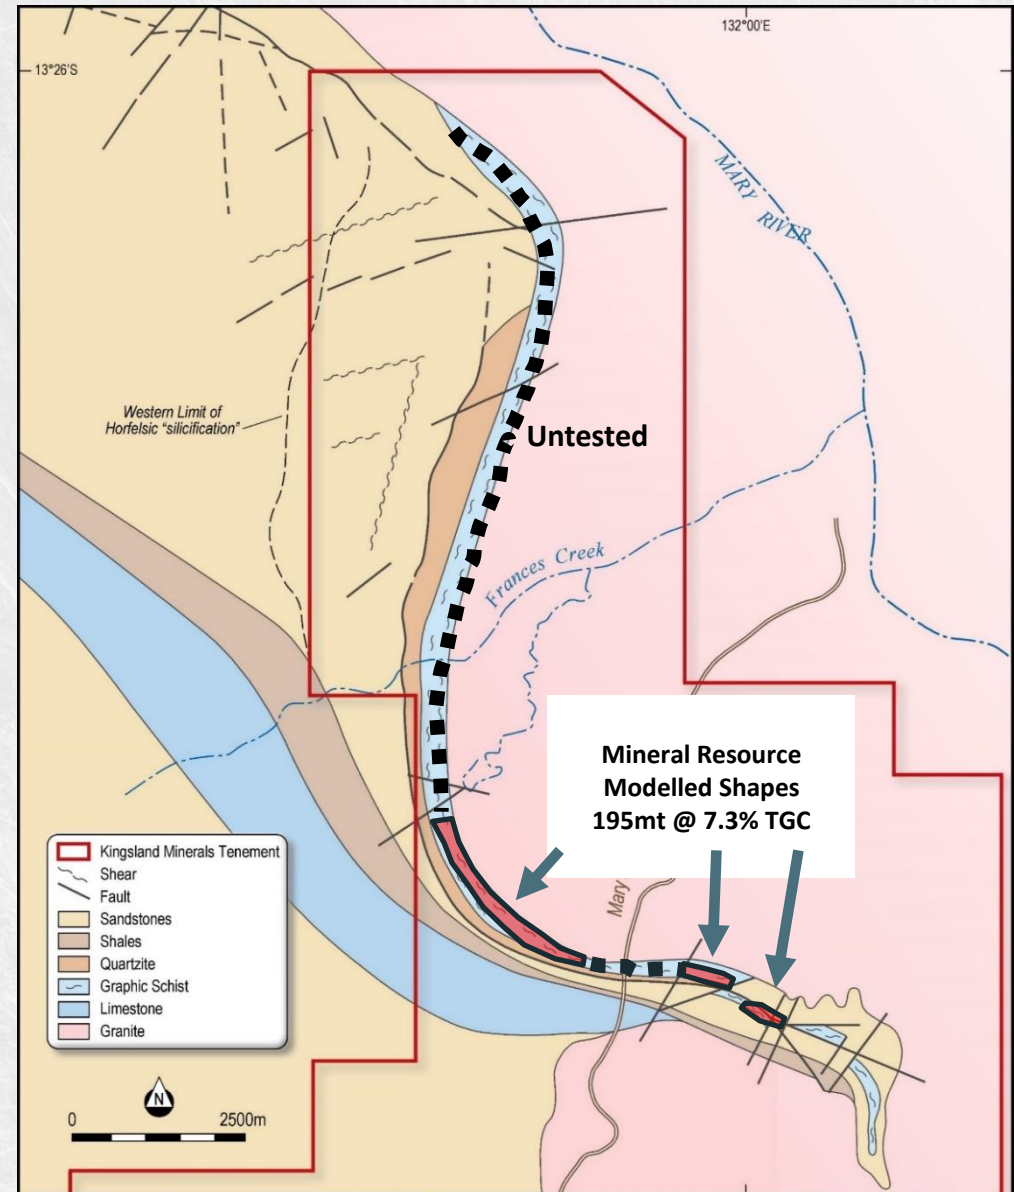 132°00'E
13°26'S
MARY RIVER
Western Limit of
Horfelsic "silicification"
Untested
Frances Creek
Mineral Resource
Modelled Shapes
195mt @ 7.3% TGC
Mary
Kingsland Minerals Tenement
Shear
Fault
Sandstones
Shales
Quartzite
Graphic Schist
Limestone
Granite
N
0 2500m